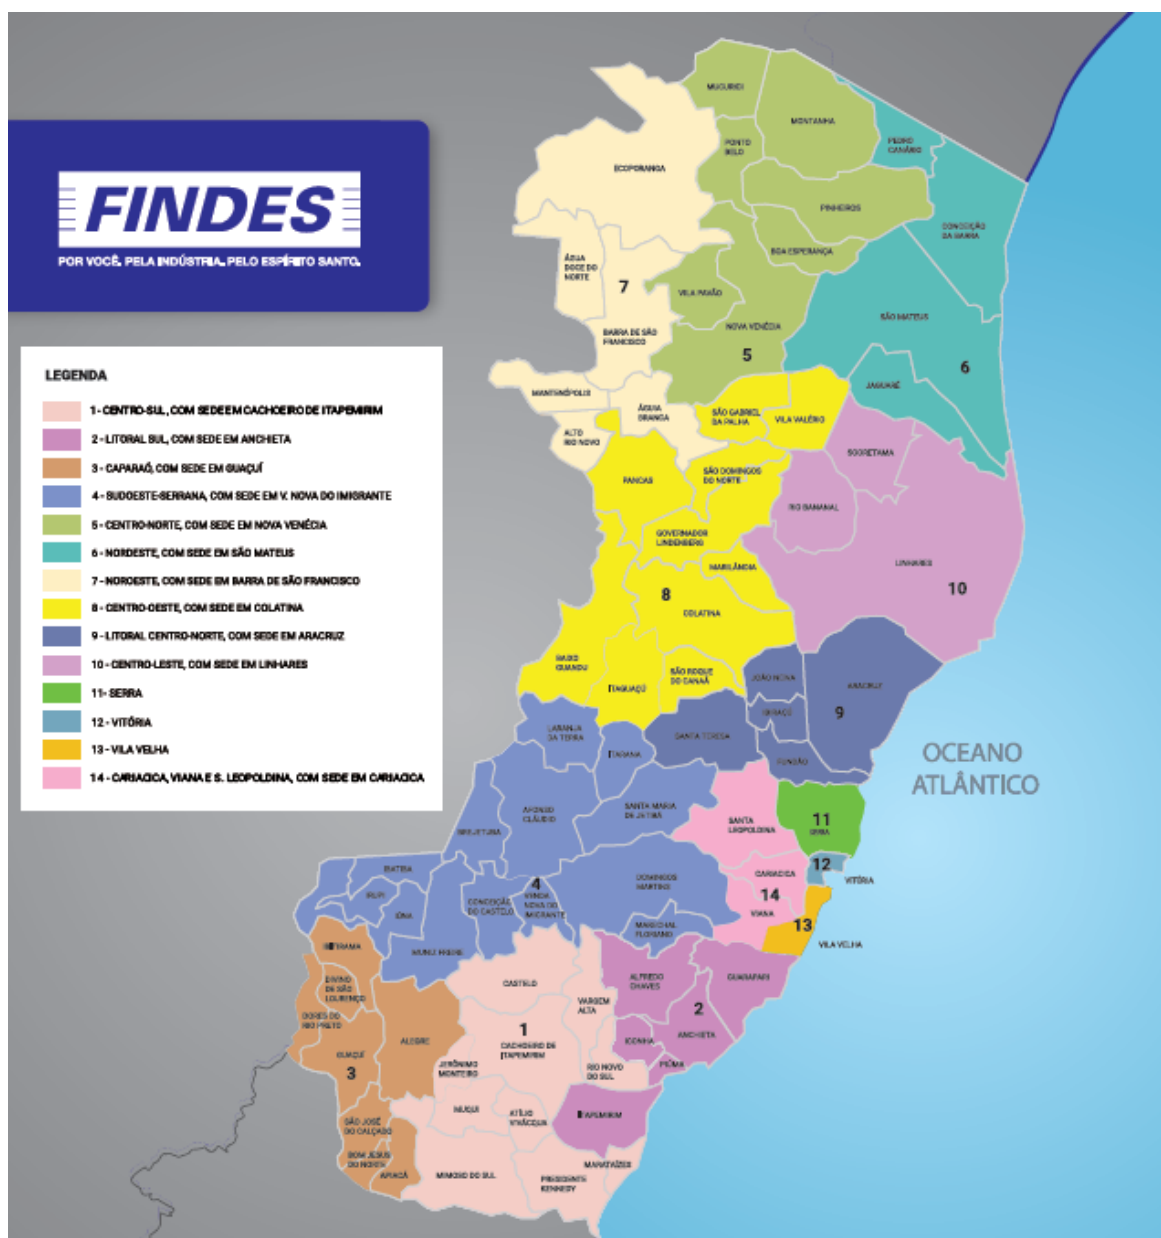 FINDES
POR VOCÊ. PELA INDÚSTRIA. PELO ESPÍRITO SANTO.
LEGENDA
1 - CENTRO-SUL, COM SEDE EM CACHOEIRO DE ITAPEMIRIM
2 - LITORAL SUL, COM SEDE EM ANCHIETA
3 - CAPARAÓ, COM SEDE EM GUAÇUÍ
4 - SUDOESTE-SERRANA, COM SEDE EM V. NOVA DO IMIGRANTE
5 - CENTRO-NORTE, COM SEDE EM NOVA VENÉCIA
6 - NORDESTE, COM SEDE EM SÃO MATEUS
7 - NOROESTE, COM SEDE EM BARRA DE SÃO FRANCISCO
8 - CENTRO-OESTE, COM SEDE EM COLATINA
9 - LITORAL CENTRO-NORTE, COM SEDE EM ARACRUZ
10 - CENTRO-LESTE, COM SEDE EM LINHARES
11- SERRA
12 - VITÓRIA
13 - VILA VELHA
14 - CARIACICA, VIANA E S. LEOPOLDINA, COM SEDE EM CARIACICA
MUCURICI
MONTANHA
PONTO
BELO
PEDRO
CANÁRIO
ECOPORANGA
PINHEIROS
CONCEIÇÃO
DA BARRA
BOA ESPERANÇA
ÁGUA
DOCE DO
NORTE
7
VILA PAVÃO
SÃO MATEUS
NOVA VENÉCIA
BARRA DE SÃO
FRANCISCO
5
6
JAGUARÉ
MANTENÓPOLIS
ÁGUIA
BRANCA
SÃO GABRIEL
DA PALHA
VILA VALÉRIO
ALTO
RIO NOVO
SOORETAMA
PANCAS
SÃO DOMINGOS
DO NORTE
RIO BANANAL
GOVERNADOR
LINDENBERG
MARILÂNDIA
LINHARES
10
8
COLATINA
BAIXO
GUANDU
ITAGUAÇÚ
SÃO ROQUE
DO CANAÃ
JOÃO NEIVA
ARACRUZ
IBIRAÇÚ
9
LARANJA
DA TERRA
ITARANA
SANTA TERESA
FUNDÃO
OCEANO
ATLÂNTICO
AFONSO
CLÁUDIO
SANTA MARIA
DE JETIBÁ
SANTA
LEOPOLDINA
11
SERRA
BREJETUBA
IBATIBA
IRUPI
IÚNA
CONCEIÇÃO
DO CASTELO
4
VENDA
NOVA DO
IMIGRANTE
DOMINGOS
MARTINS
CARIACICA
12
VITÓRIA
14
VIANA
13
VILA VELHA
MARECHAL
FLORIANO
MUNIZ FREIRE
IBITIRAMA
DIVINO
DE SÃO
LOURENÇO
DORES DO
RIO PRETO
CASTELO
VARGEM
ALTA
ALFREDO
CHAVES
GUARAPARI
2
ANCHIETA
1
CACHOEIRO DE
ITAPEMIRIM
ALEGRE
ICONHA
PIÚMA
GUAÇUÍ
3
JERÔNIMO
MONTEIRO
RIO NOVO
DO SUL
MUQUI
ATÍLIO
VIVÁCQUA
ITAPEMIRIM
SÃO JOSÉ
DO CALÇADO
BOM JESUS
DO NORTE
APIACÁ
MIMOSO DO SUL
PRESIDENTE
KENNEDY
MARATAÍZES